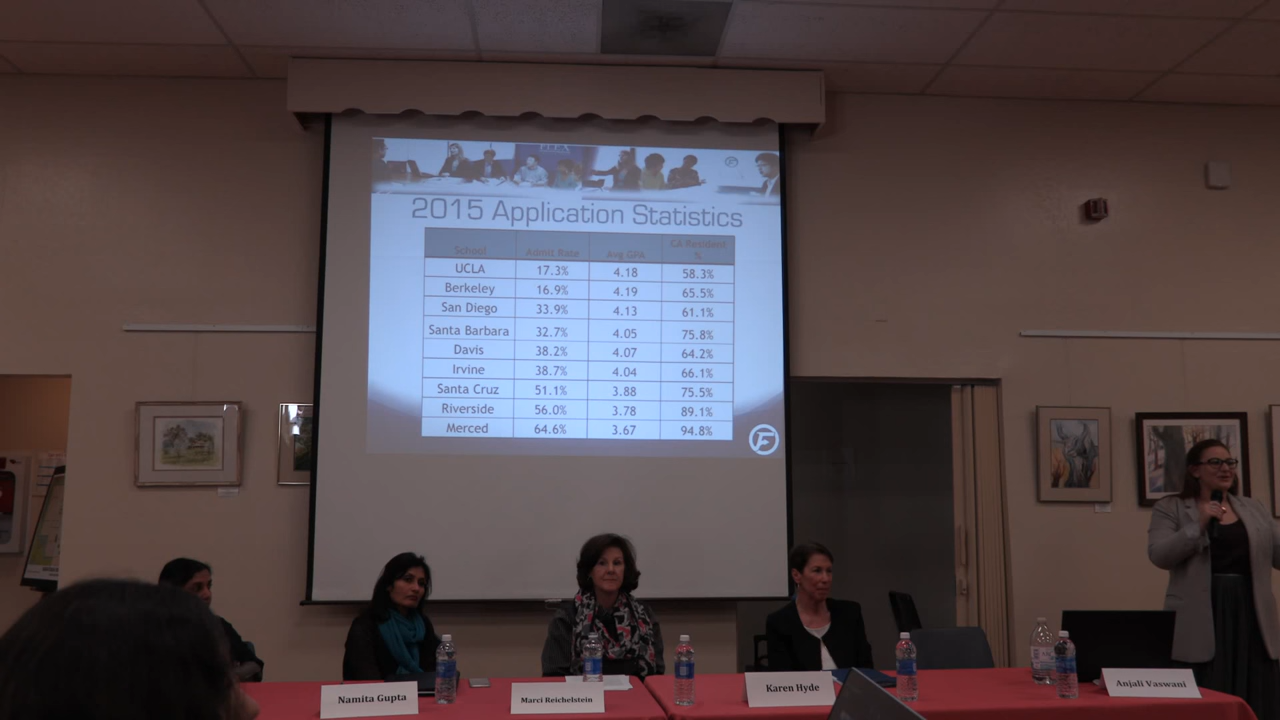 2015 Application Statistics
School Admit Rate Avg GPA CA Resident %
UCLA 17.3% 4.18 58.3%
Berkeley 16.9% 4.19 65.5%
San Diego 33.9% 4.13 61.1%
Santa Barbara 32.7% 4.05 75.8%
Davis 38.2% 4.07 64.2%
Irvine 38.7% 4.04 66.1%
Santa Cruz 51.1% 3.88 75.5%
Riverside 56.0% 3.78 89.1%
Merced 64.6% 3.67 94.8%
F
Namita Gupta
Marci Reichelstein
Karen Hyde
Anjali Vaswani